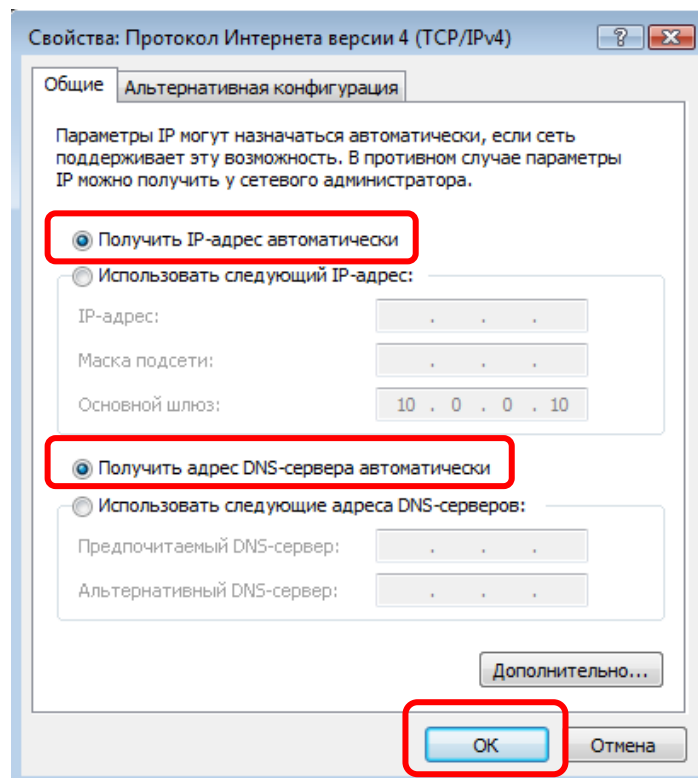 Свойства: Протокол Интернета версии 4 (TCP/IPv4)
Общие
Альтернативная конфигурация
Параметры IP могут назначаться автоматически, если сеть
поддерживает эту возможность. В противном случае параметры
IP можно получить у сетевого администратора.
Получить IP-адрес автоматически
Использовать следующий IP-адрес:
IP-адрес: . . .
Маска подсети: . . .
Основной шлюз: 10 . 0 . 0 . 10
Получить адрес DNS-сервера автоматически
Использовать следующие адреса DNS-серверов:
Предпочитаемый DNS-сервер: . . .
Альтернативный DNS-сервер: . . .
Дополнительно...
ОК Отмена